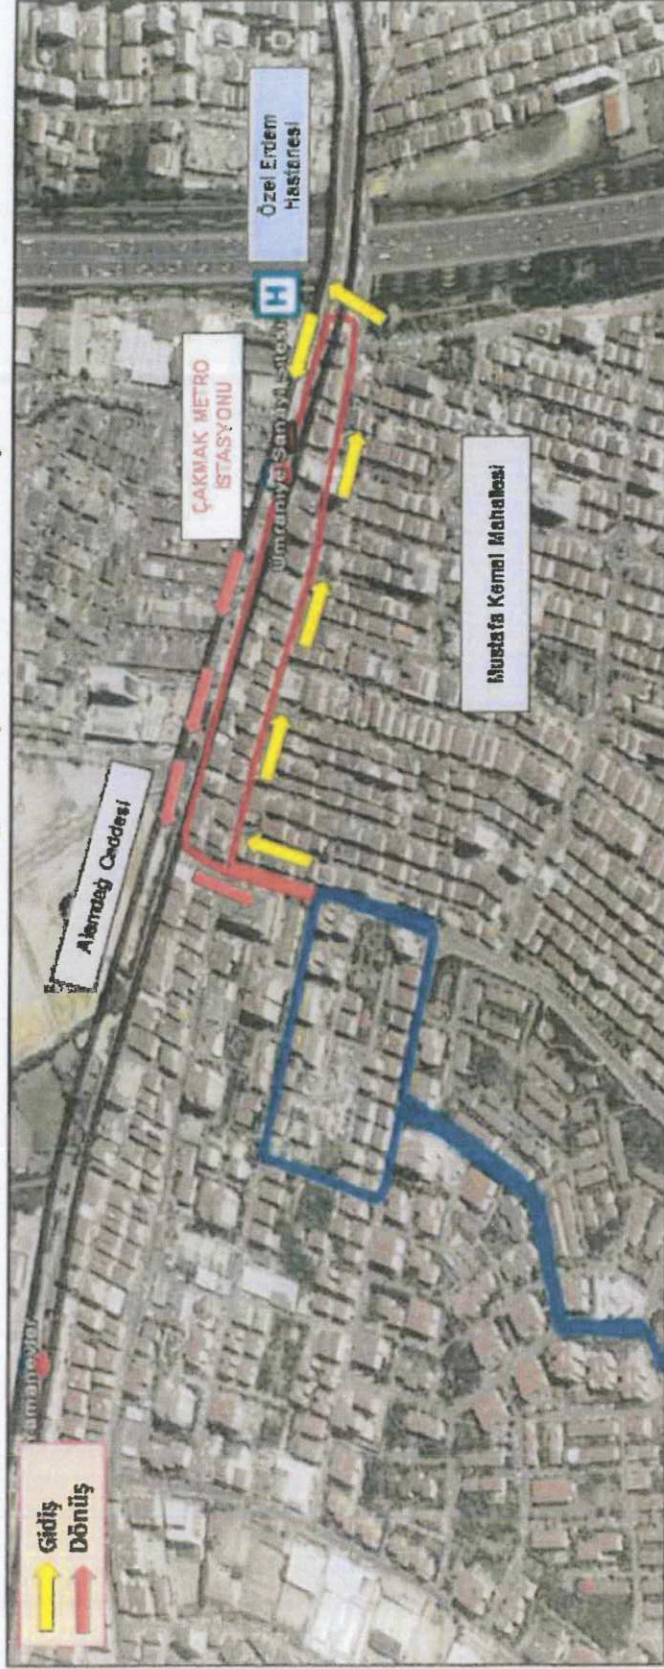 Gidiş
Dönüş
Alemdağ Caddesi
ÇAKMAK METRO
İSTASYONU
H
Özel Erdem
Hastanesi
Mustafa Kemal Mahallesi